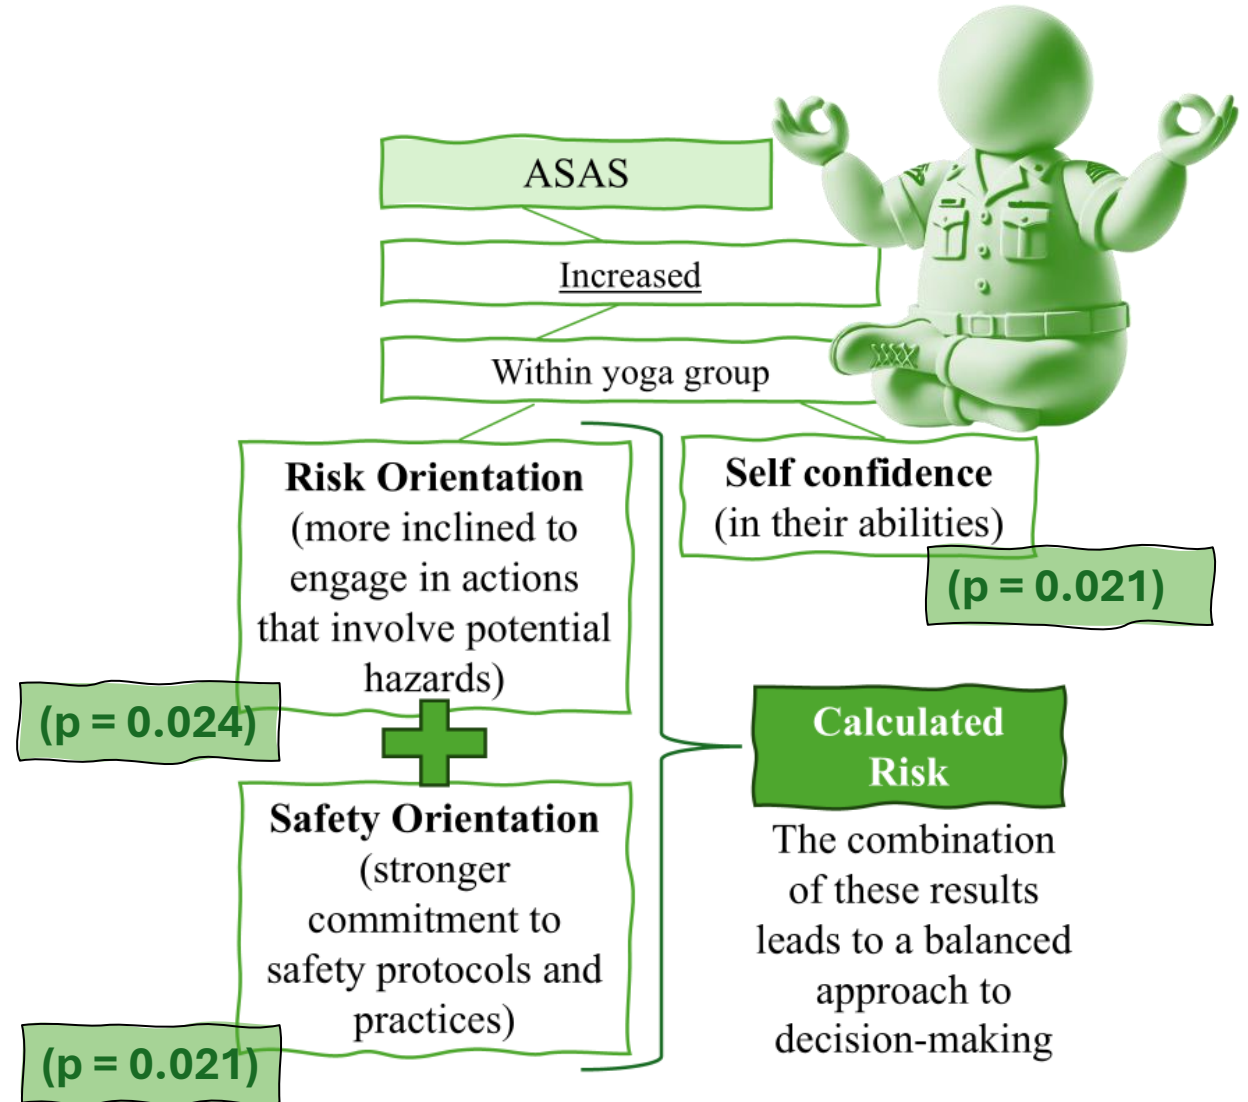 ASAS
Increased
Within yoga group
Risk Orientation
(more inclined to
engage in actions
that involve potential
hazards)
(p = 0.024)
Safety Orientation
(stronger
commitment to
safety protocols and
practices)
(p = 0.021)
Self confidence
(in their abilities)
(p = 0.021)
Calculated
Risk
The combination
of these results
leads to a balanced
approach to
decision-making